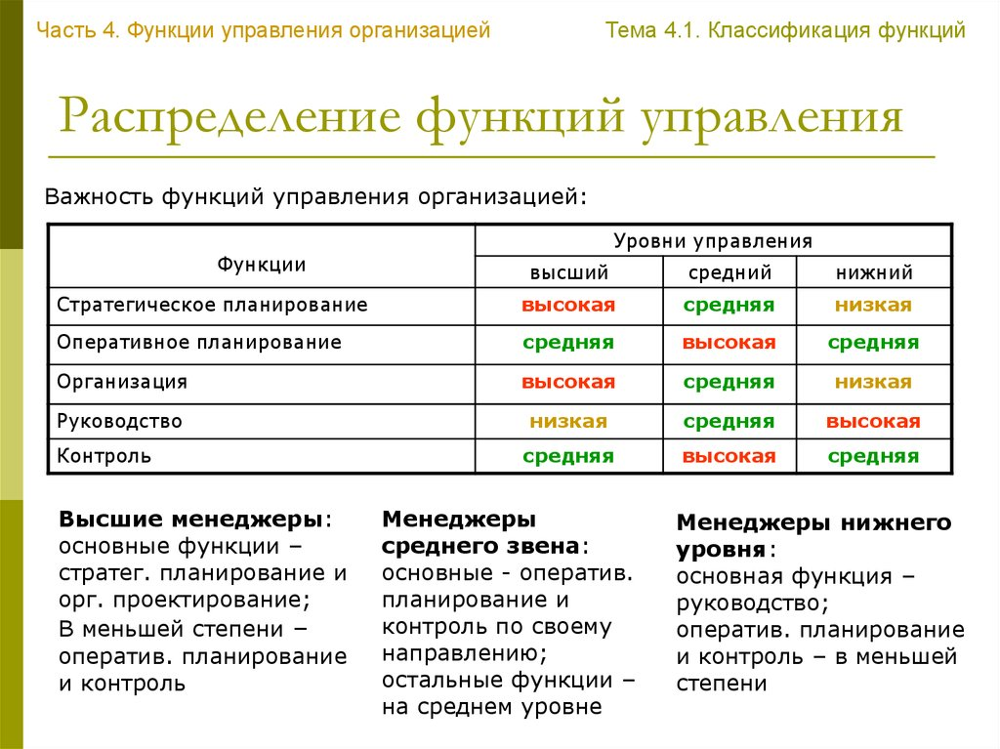 Часть 4. Функции управления организацией Тема 4.1. Классификация функций
Распределение функций управления
Важность функций управления организацией:
Функции Уровни управления
высший средний нижний
Стратегическое планирование высокая средняя низкая
Оперативное планирование средняя высокая средняя
Организация высокая средняя низкая
Руководство низкая средняя высокая
Контроль средняя высокая средняя
Высшие менеджеры:
основные функции –
стратег. планирование и
орг. проектирование;
В меньшей степени –
оператив. планирование
и контроль
Менеджеры
среднего звена:
основные - оператив.
планирование и
контроль по своему
направлению;
остальные функции –
на среднем уровне
Менеджеры нижнего
уровня:
основная функция –
руководство;
оператив. планирование
и контроль – в меньшей
степени